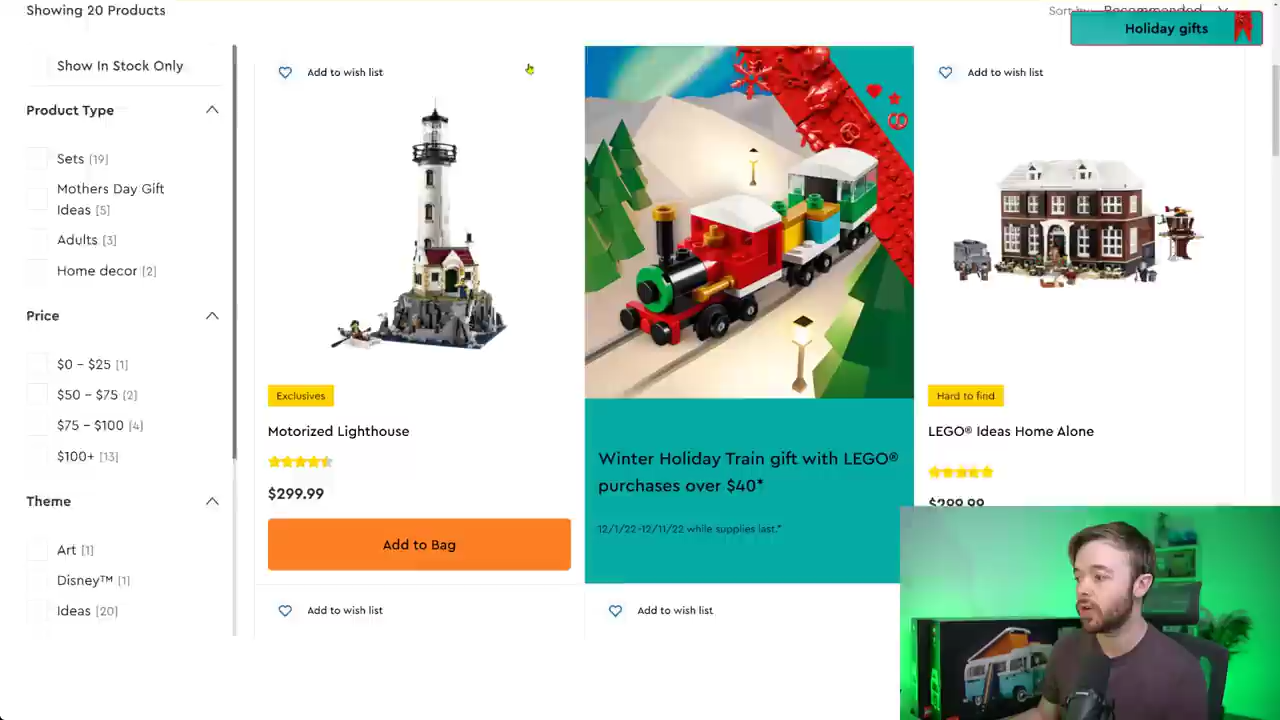 Showing 20 Products
Sort by: Recommended
Holiday gifts
Show In Stock Only
Product Type
Sets [19]
Mothers Day Gift
Ideas [5]
Adults [3]
Home decor [2]
Price
$0 - $25 [1]
$50 - $75 [2]
$75 - $100 [4]
$100+ [13]
Theme
Art [1]
Disney™ [1]
Ideas [20]
Add to wish list
Exclusives
Motorized Lighthouse
$299.99
Add to Bag
Add to wish list
Winter Holiday Train gift with LEGO®
purchases over $40*
12/1/22-12/11/22 while supplies last.*
Add to wish list
Add to wish list
Hard to find
LEGO® Ideas Home Alone
$299.99